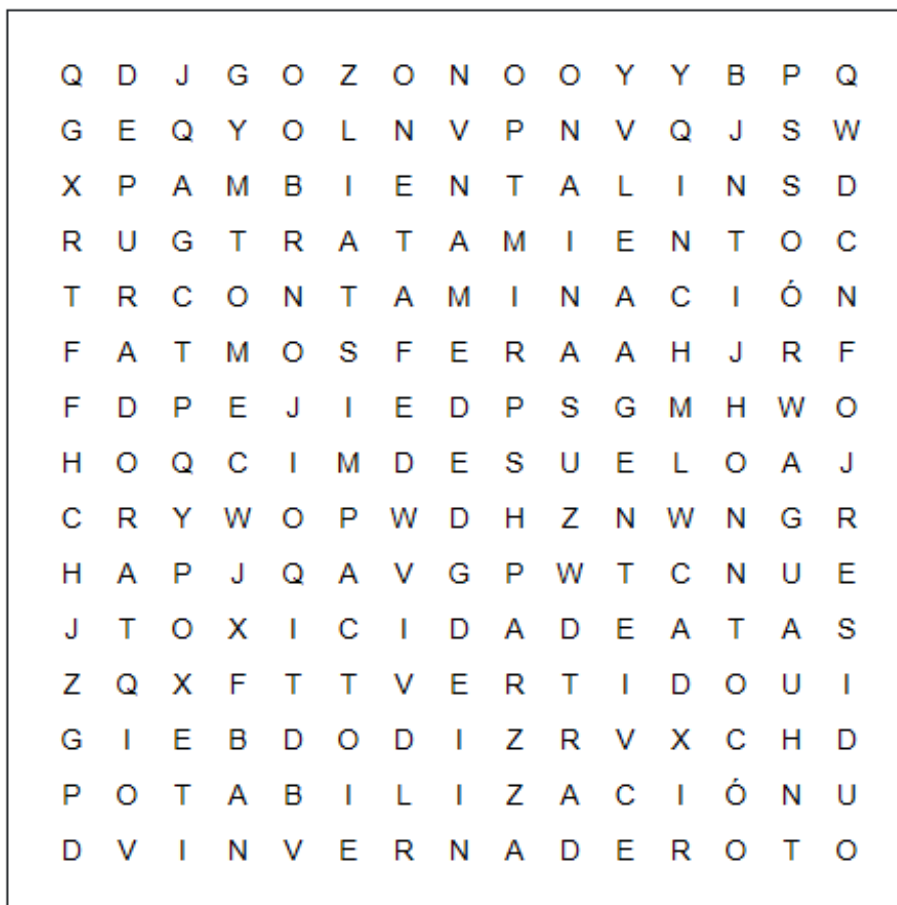 Q D J G O Z O N O O Y Y B P Q
G E Q Y O L N V P N V Q J S W
X P A M B I E N T A L I N S D
R U G T R A T A M I E N T O C
T R C O N T A M I N A C I Ó N
F A T M O S F E R A A H J R F
F D P E J I E D P S G M H W O
H O Q C I M D E S U E L O A J
C R Y W O P W D H Z N W N G R
H A P J Q A V G P W T C N U E
J T O X I C I D A D E A T A S
Z Q X F T T V E R T I D O U I
G I E B D O D I Z R V X C H D
P O T A B I L I Z A C I Ó N U
D V I N V E R N A D E R O T O